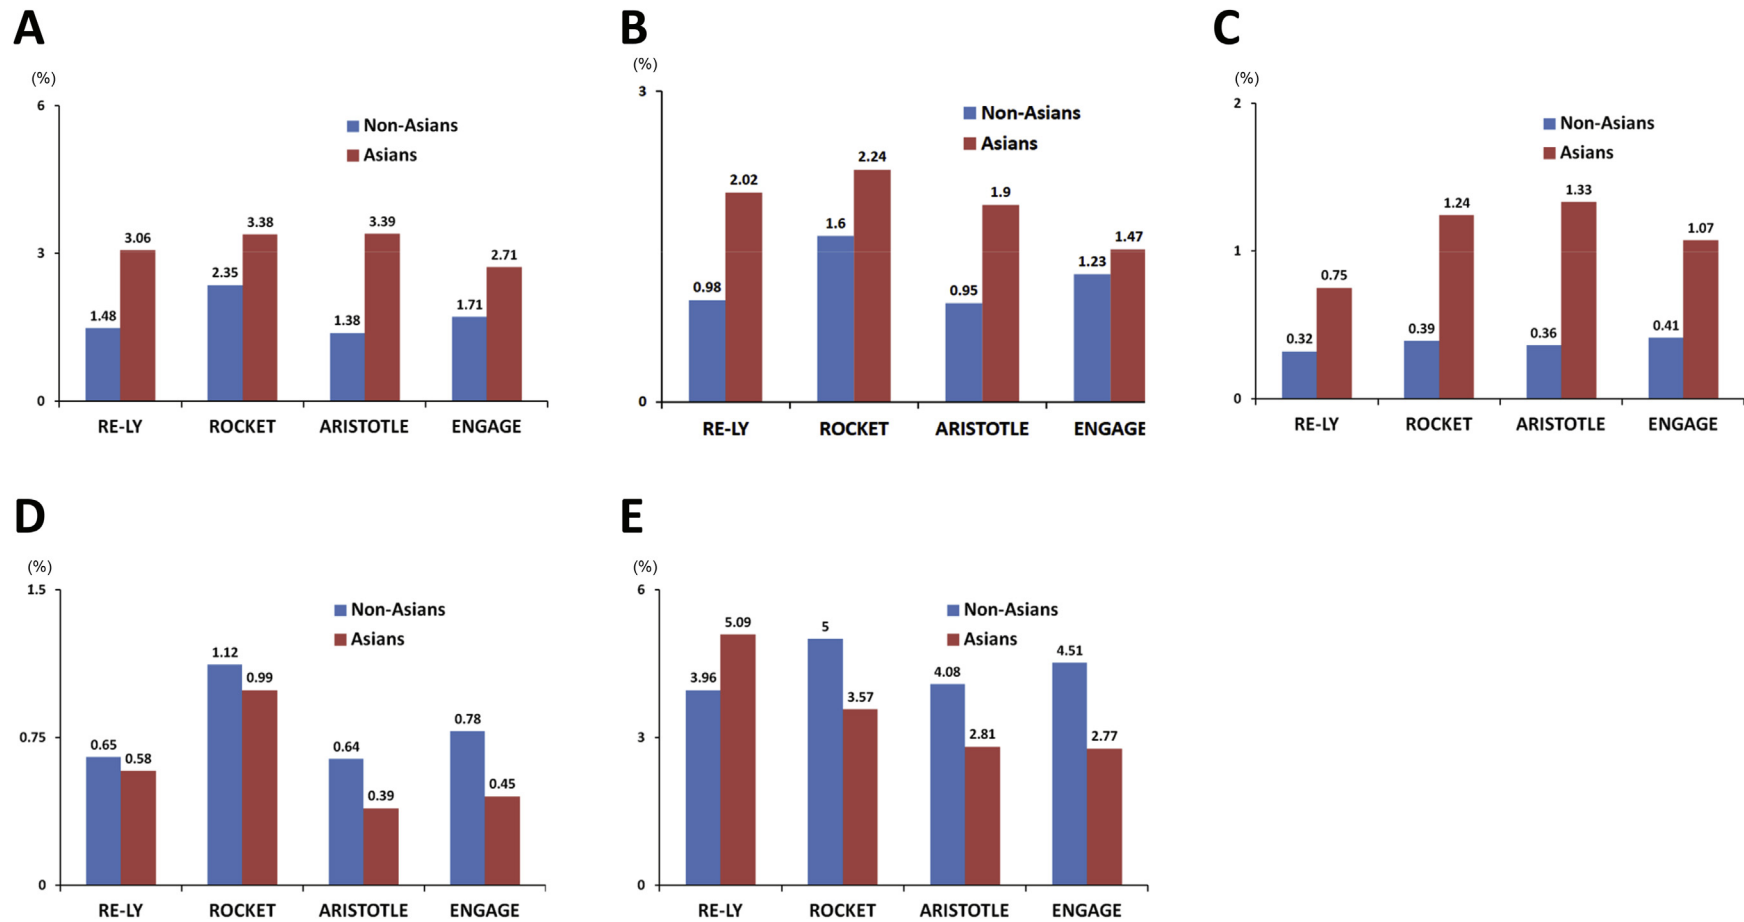 A
(%)
6
Non-Asians
Asians
3.06
3.38
3.39
2.71
3
2.35
1.48
1.38
1.71
0
RE-LY ROCKET ARISTOTLE ENGAGE
B
(%)
3
Non-Asians
Asians
2.02
2.24
1.9
1.47
1.6
1.23
0.98
0.95
0
RE-LY ROCKET ARISTOTLE ENGAGE
C
(%)
2
Non-Asians
Asians
1.24
1.33
1.07
1
0.75
0.32
0.39
0.36
0.41
0
RE-LY ROCKET ARISTOTLE ENGAGE
D
(%)
1.5
Non-Asians
Asians
1.12
0.99
0.78
0.75
0.65
0.58
0.64
0.39
0.45
0
RE-LY ROCKET ARISTOTLE ENGAGE
E
(%)
6
Non-Asians
Asians
5.09
5
4.51
3.96
4.08
3.57
3
2.81
2.77
0
RE-LY ROCKET ARISTOTLE ENGAGE